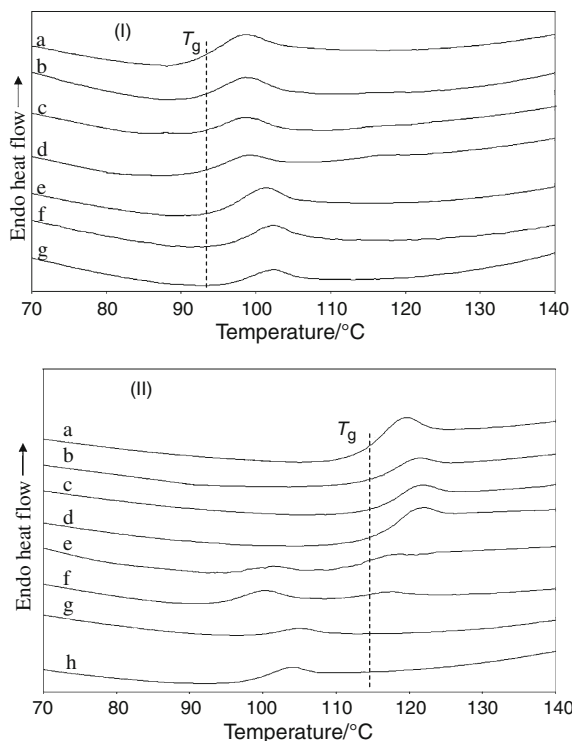 (I)
Tg
a
b
c
d
e
f
g
Endo heat flow
70 80 90 100 110 120 130 140
Temperature/°C
(II)
Tg
a
b
c
d
e
f
g
h
Endo heat flow
70 80 90 100 110 120 130 140
Temperature/°C